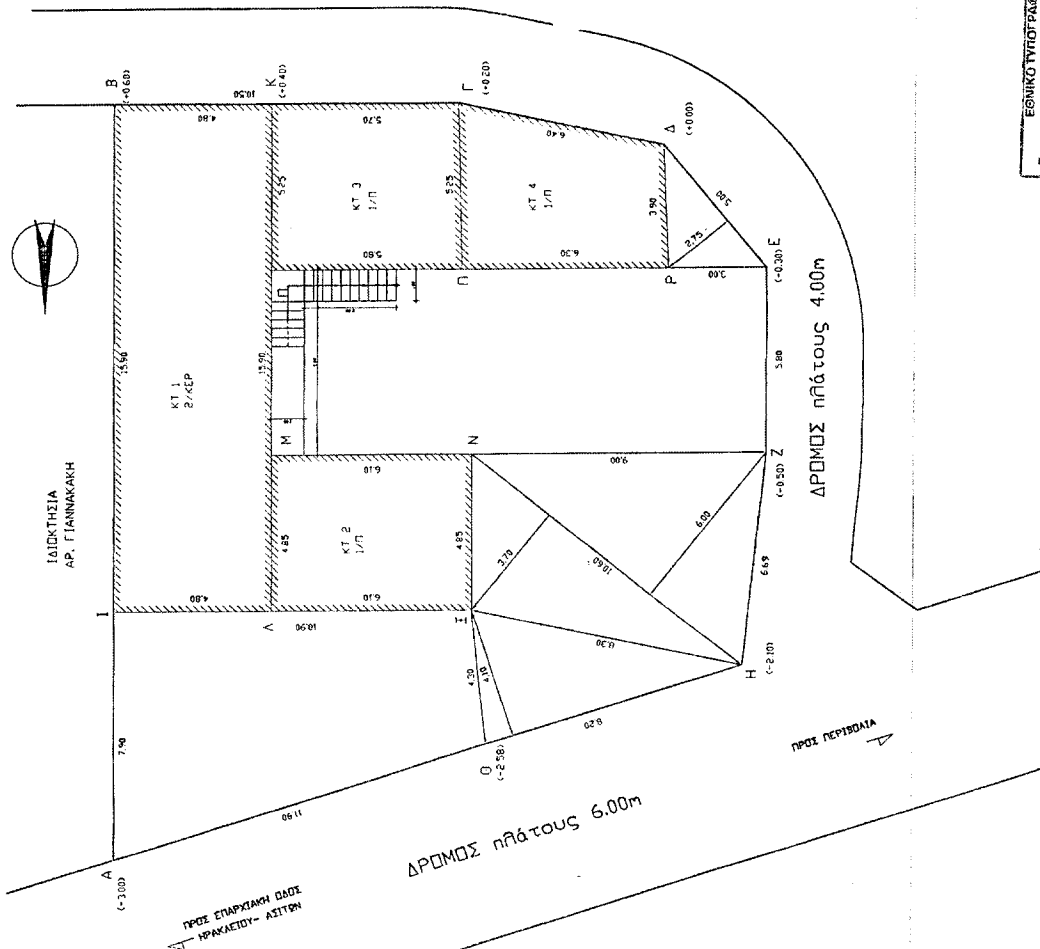 ΕΘΝΙΚΟ ΤΥΠΟΓΡΑΦ
Β
(+0.60)
10.50
Κ
(+0.40)
Γ
(+0.20)
4.80
5.70
6.40
Δ
(+0.00)
5.25
ΚΤ 3
1/Π
5.25
ΚΤ 4
1/Π
3.90
5.00
2.75
5.80
6.30
3.00
Ε
(-0.30)
Π
Ρ
15.90
ΚΤ 1
2/ΚΕΡ
15.90
5.80
ΔΡΟΜΟΣ πλάτους 4.00m
Μ
Ν
Ζ
(-0.50)
6.10
9.00
ΙΔΙΟΚΤΗΣΙΑ
ΑΡ. ΓΙΑΝΝΑΚΑΚΗ
4.85
ΚΤ 2
1/Π
4.85
3.70
10.60
6.00
6.69
Ι
4.80
Λ
10.90
6.10
Ξ
8.30
Η
(-2.10)
4.30
4.10
7.90
Θ
(-2.58)
8.20
ΠΡΟΣ ΠΕΡΙΒΟΛΙΑ
11.90
ΔΡΟΜΟΣ πλάτους 6.00m
Α
(-3.00)
ΠΡΟΣ ΕΠΑΡΧΙΑΚΗ ΟΔΟΣ
ΗΡΑΚΛΕΙΟΥ- ΑΣΙΤΩΝ